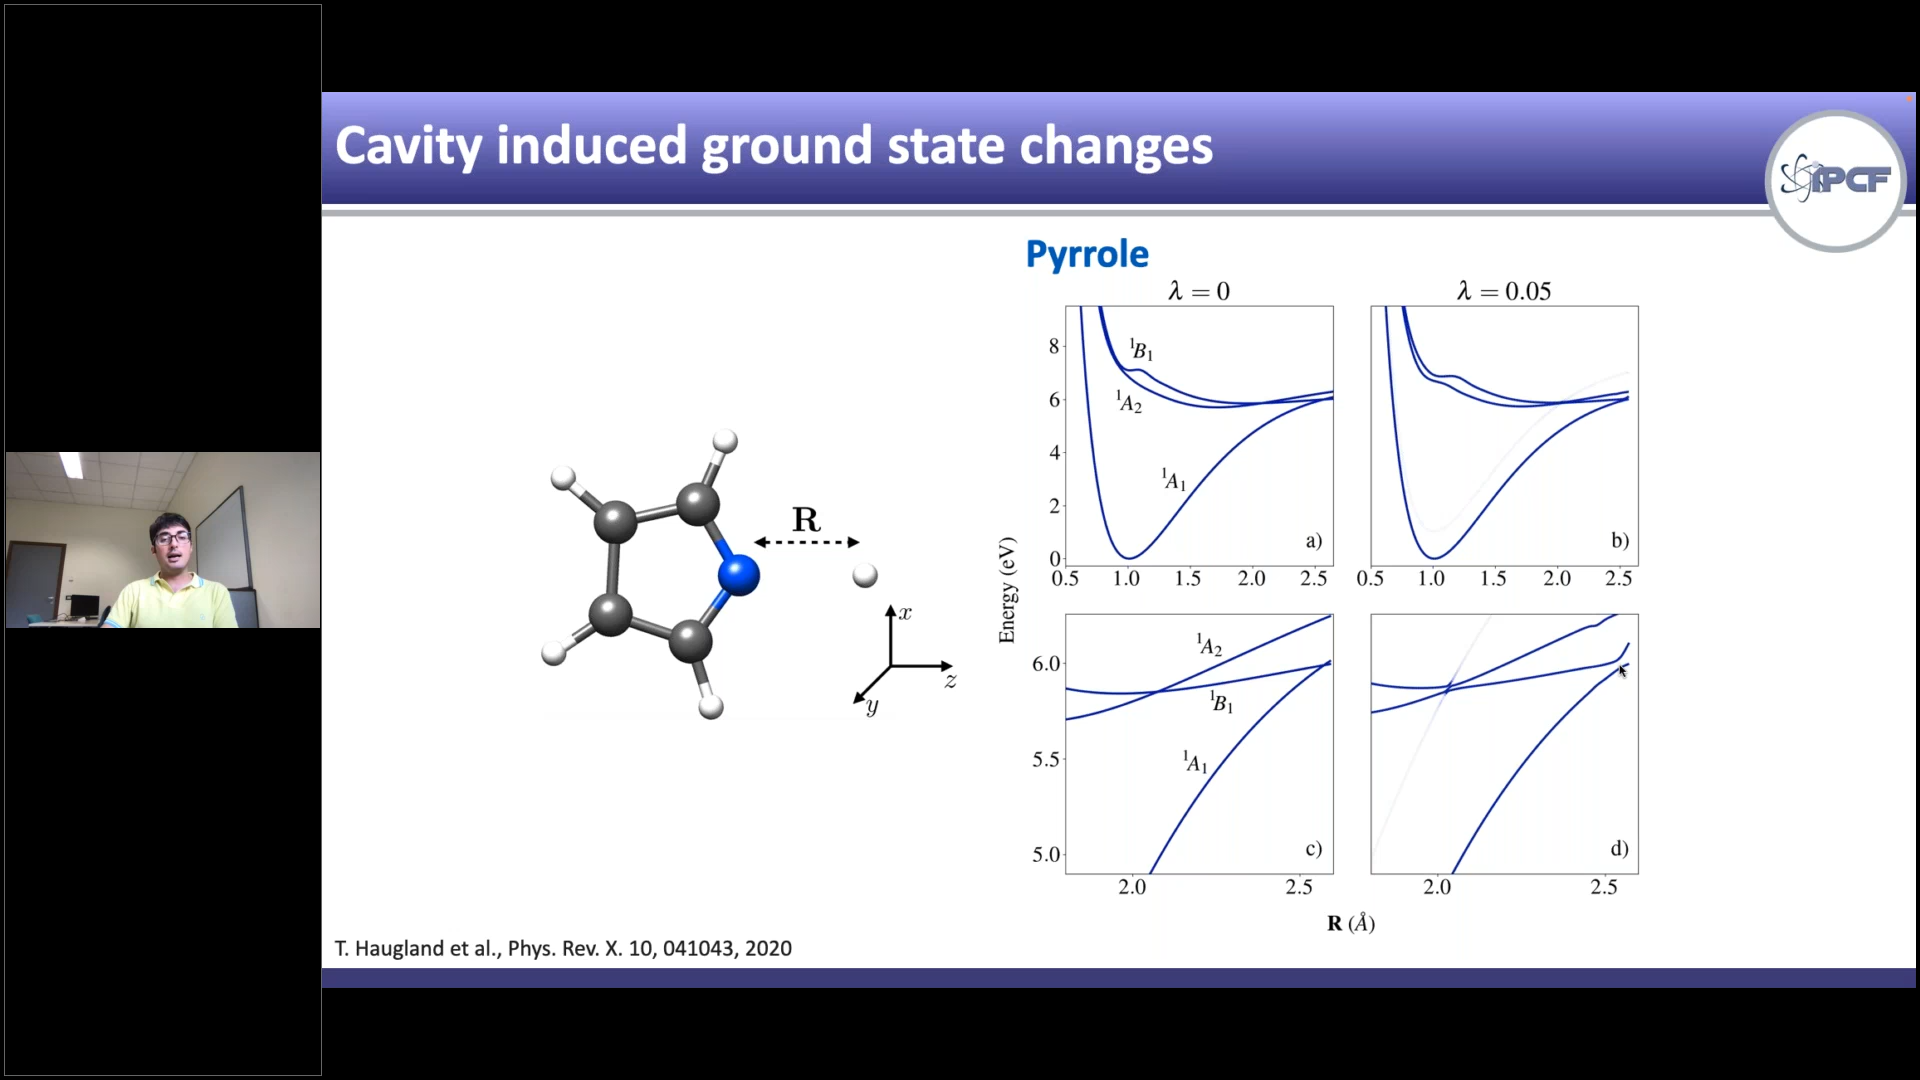 Cavity induced ground state changes
iPCF
Pyrrole
λ = 0
λ = 0.05
8
6
4
2
0
¹B₁
¹A₂
¹A₁
a)
b)
0.5 1.0 1.5 2.0 2.5
0.5 1.0 1.5 2.0 2.5
R
x
z
y
Energy (eV)
6.0
5.5
5.0
¹A₂
¹B₁
¹A₁
c)
d)
2.0 2.5
2.0 2.5
R (Å)
T. Haugland et al., Phys. Rev. X. 10, 041043, 2020